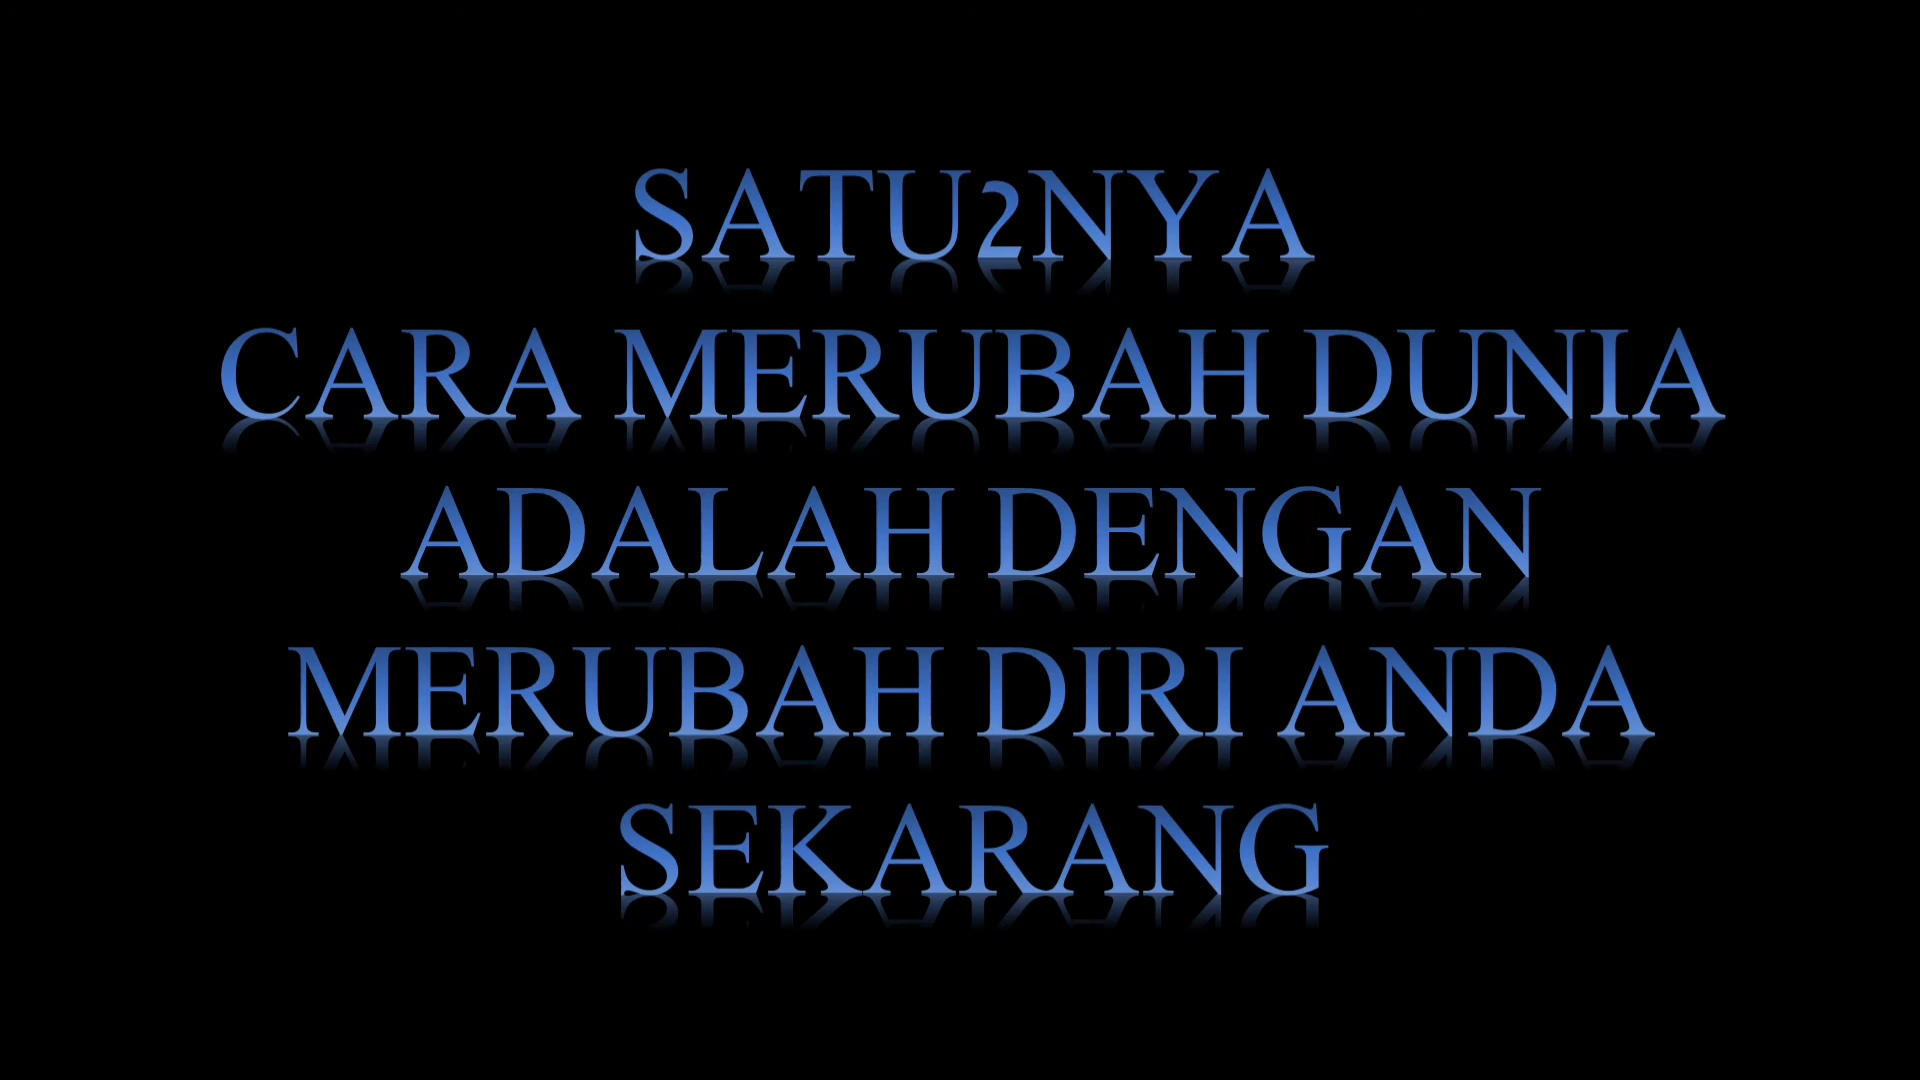 SATU2NYA
CARA MERUBAH DUNIA
ADALAH DENGAN
MERUBAH DIRI ANDA
SEKARANG